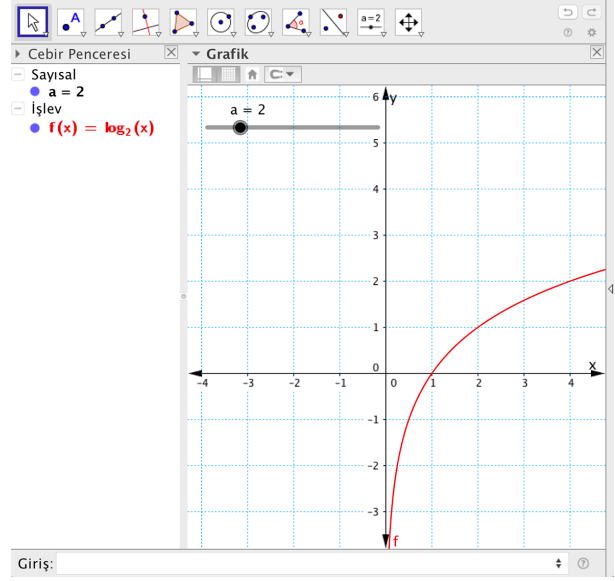 A
α
a=2
Cebir Penceresi
Grafik
Sayısal
a = 2
İşlev
f(x) = log₂(x)
a = 2
y
6
5
4
3
2
1
0
x
-4 -3 -2 -1 0 1 2 3 4
-1
-2
-3
f
Giriş: